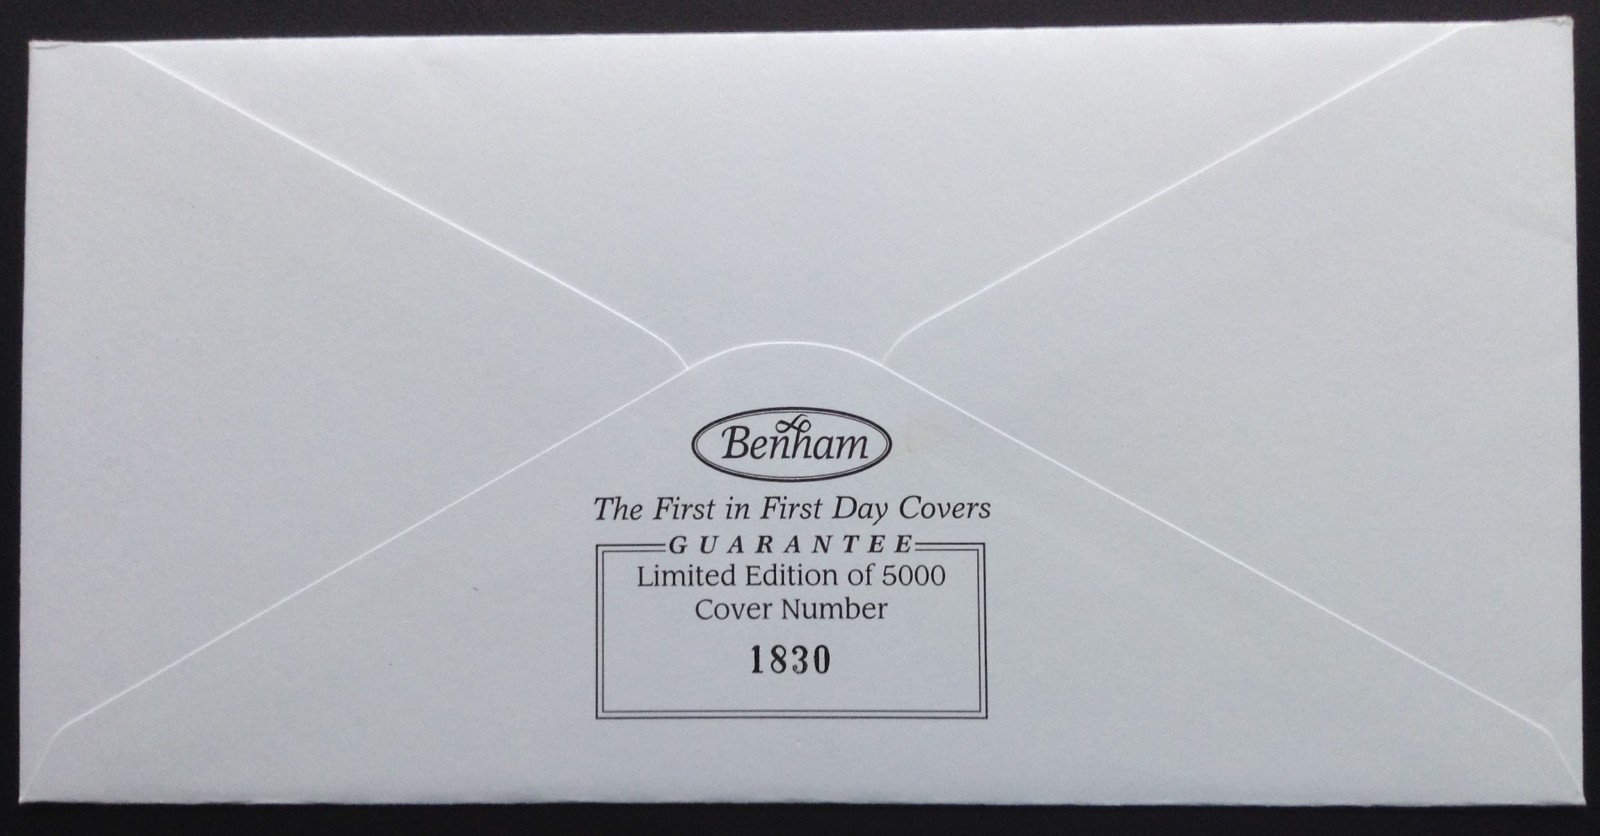 Benham
The First in First Day Covers
GUARANTEE
Limited Edition of 5000
Cover Number
1830